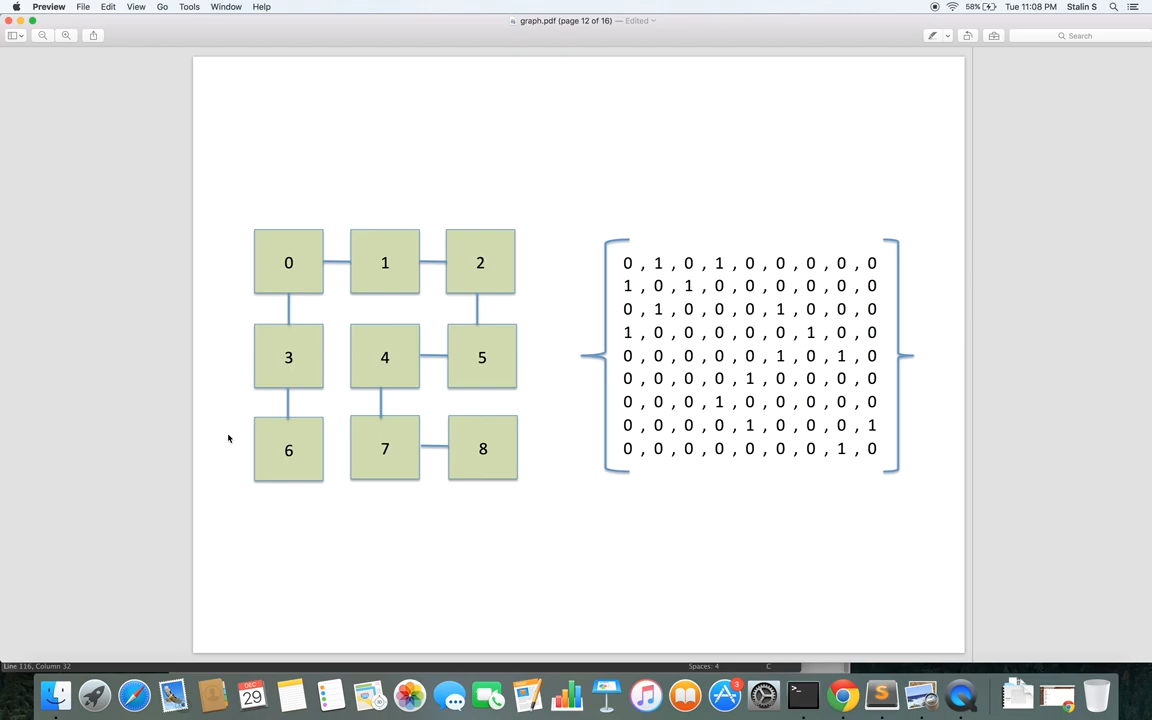 Preview File Edit View Go Tools Window Help 58% Tue 11:08 PM Stalin S
graph.pdf (page 12 of 16) — Edited
Search
0 1 2
3 4 5
6 7 8
0 , 1 , 0 , 1 , 0 , 0 , 0 , 0 , 0
1 , 0 , 1 , 0 , 0 , 0 , 0 , 0 , 0
0 , 1 , 0 , 0 , 0 , 1 , 0 , 0 , 0
1 , 0 , 0 , 0 , 0 , 0 , 1 , 0 , 0
0 , 0 , 0 , 0 , 0 , 1 , 0 , 1 , 0
0 , 0 , 0 , 0 , 1 , 0 , 0 , 0 , 0
0 , 0 , 0 , 1 , 0 , 0 , 0 , 0 , 0
0 , 0 , 0 , 0 , 1 , 0 , 0 , 0 , 1
0 , 0 , 0 , 0 , 0 , 0 , 0 , 1 , 0
Line 116, Column 32 Spaces: 4 C
DEC
29
3